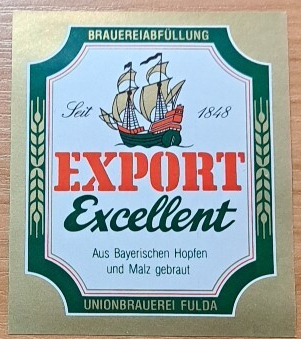 BRAUEREIABFÜLLUNG
Seit 1848
EXPORT
Excellent
Aus Bayerischen Hopfen
und Malz gebraut
UNIONBRAUEREI FULDA